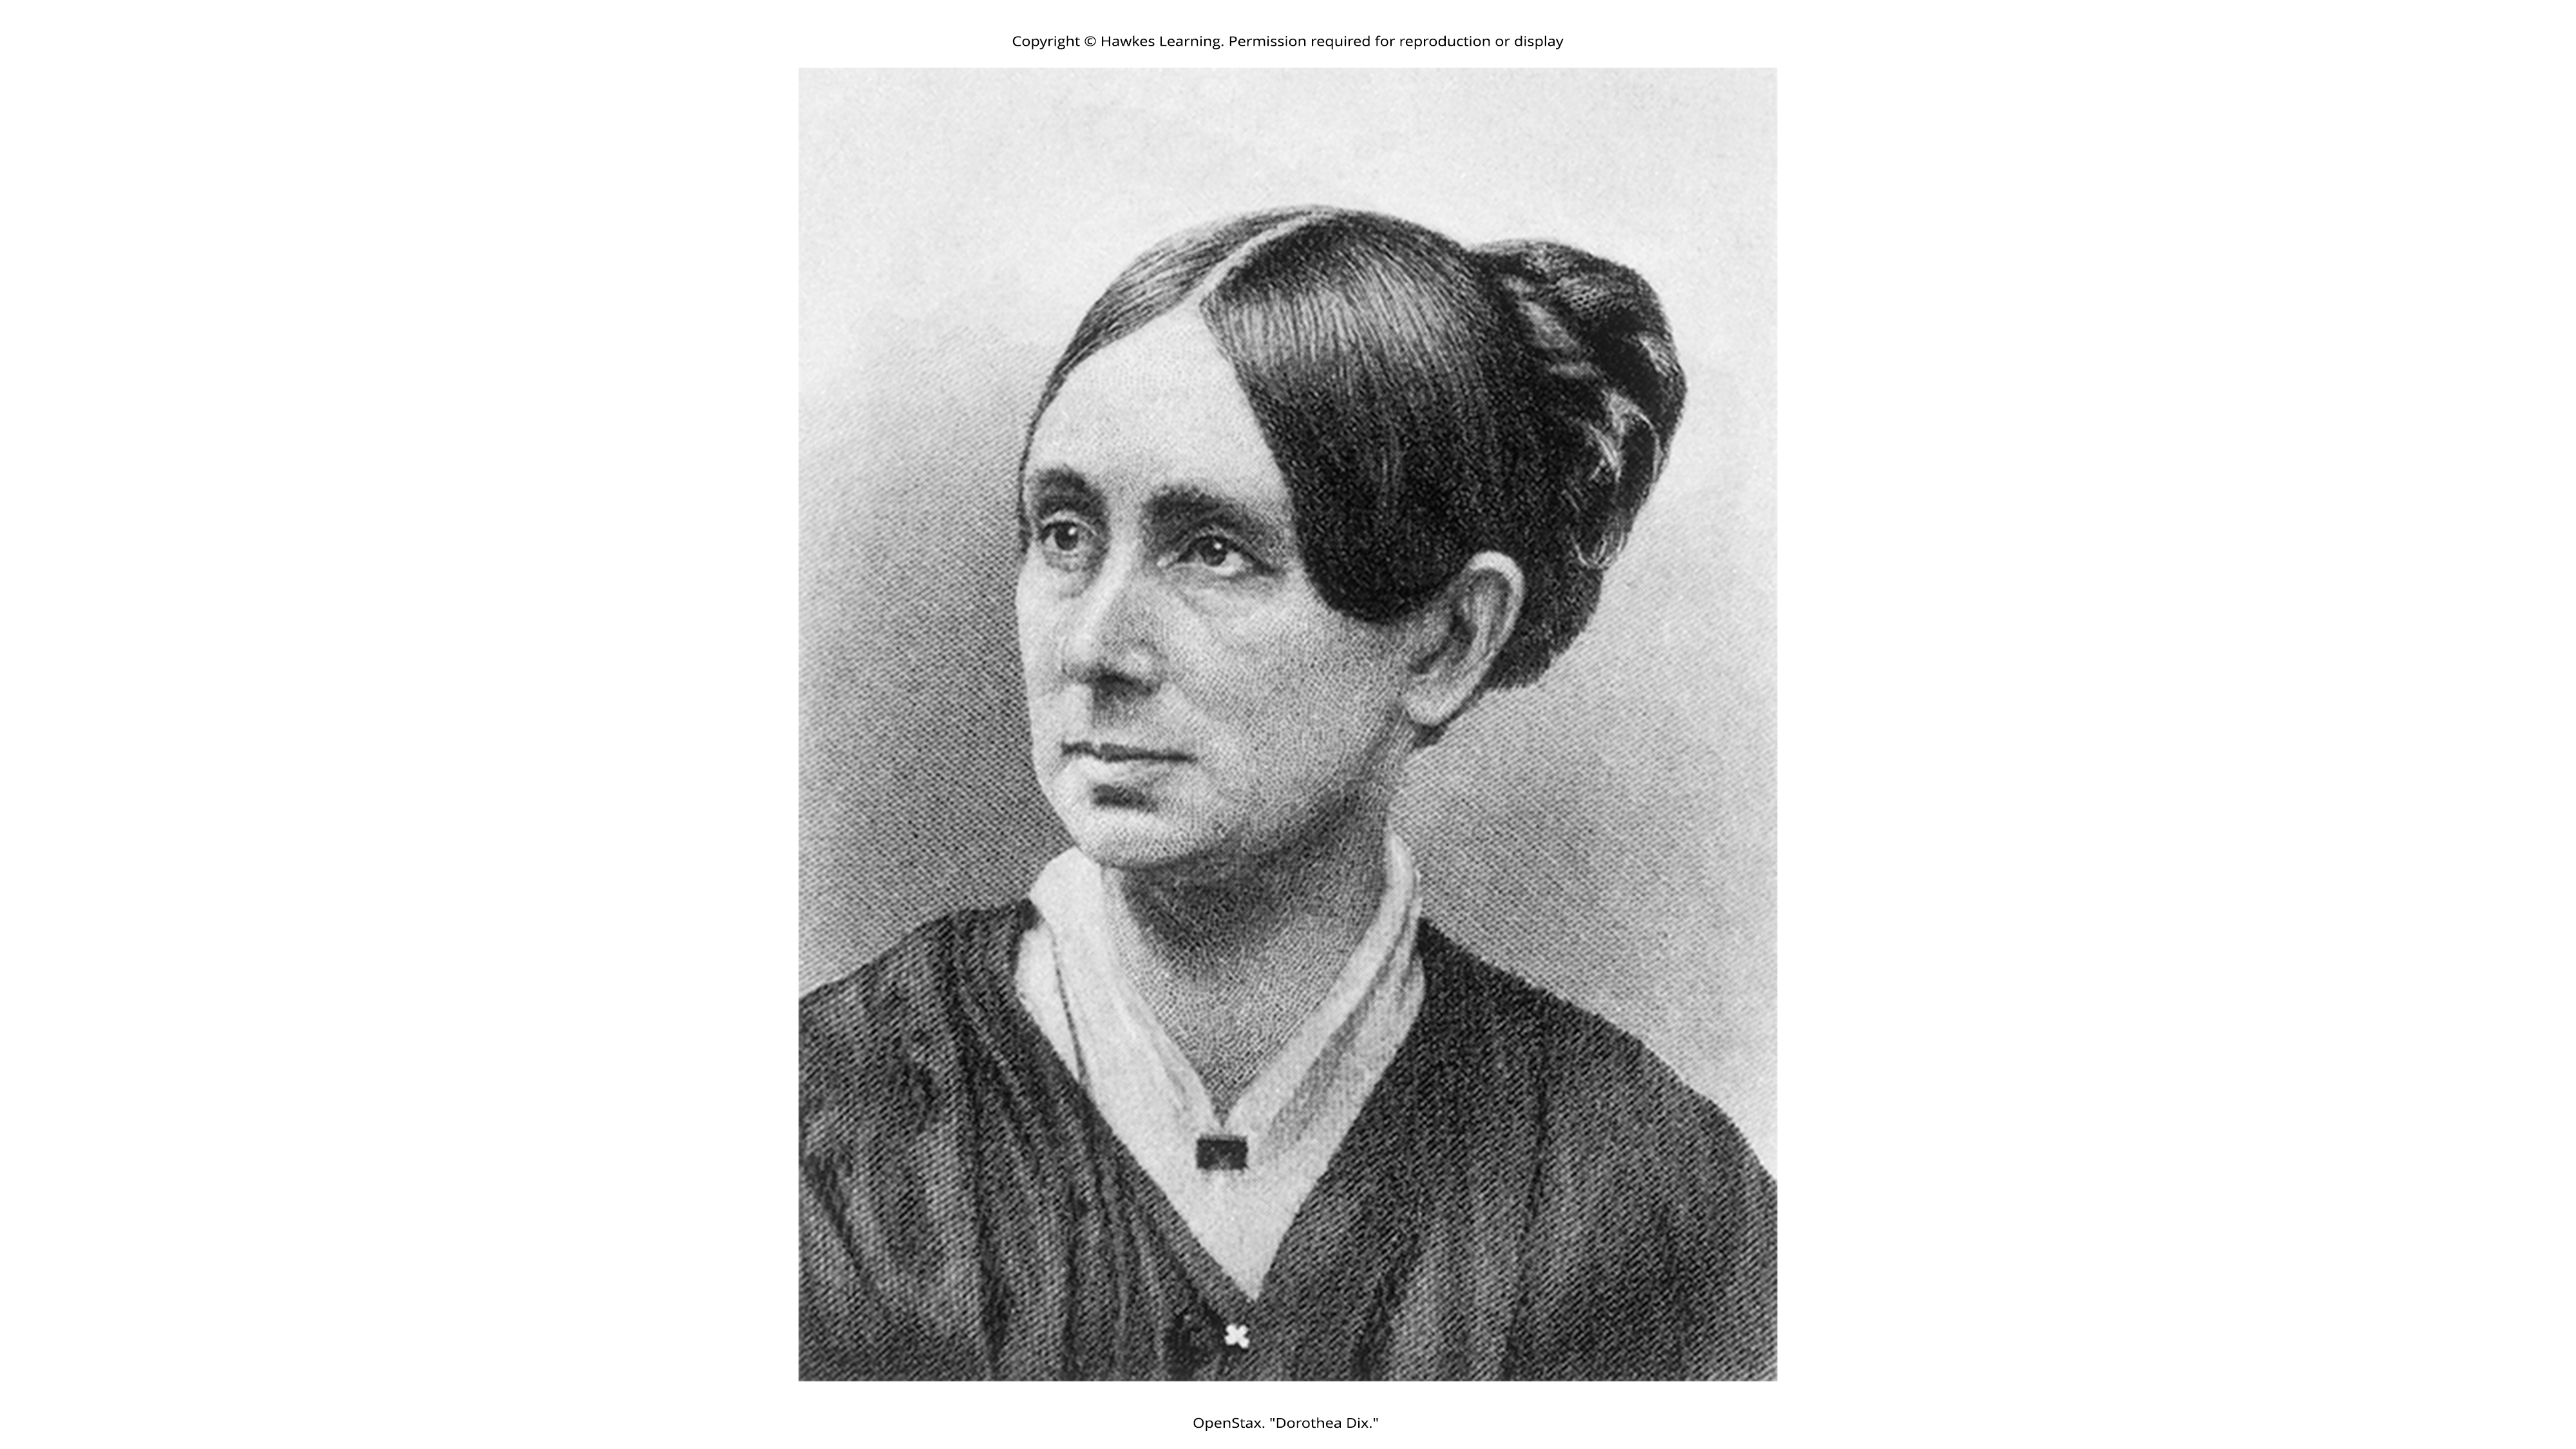 Copyright © Hawkes Learning. Permission required for reproduction or display
OpenStax. "Dorothea Dix."